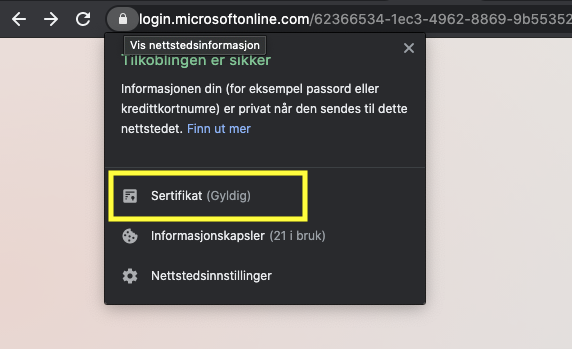 login.microsoftonline.com/62366534-1ec3-4962-8869-9b55352
Vis nettstedsinformasjon
Tilkoblingen er sikker
Informasjonen din (for eksempel passord eller
kredittkortnumre) er privat når den sendes til dette
nettstedet. Finn ut mer
Sertifikat (Gyldig)
Informasjonskapsler (21 i bruk)
Nettstedsinnstillinger